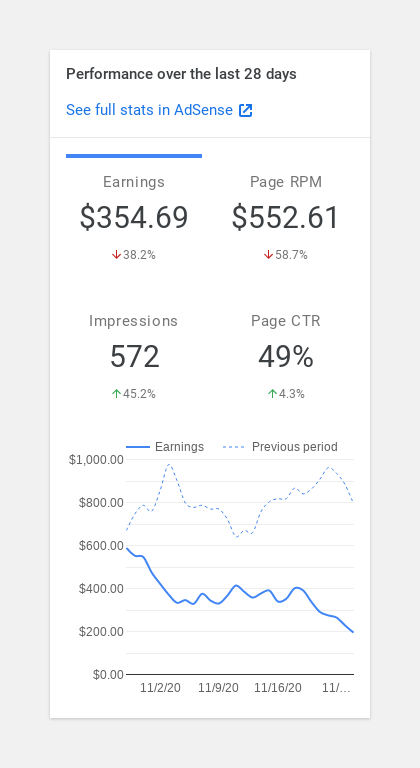 Performance over the last 28 days
See full stats in AdSense
Earnings Page RPM
$354.69 $552.61
38.2% 58.7%
Impressions Page CTR
572 49%
45.2% 4.3%
Earnings Previous period
$1,000.00
$800.00
$600.00
$400.00
$200.00
$0.00
11/2/20 11/9/20 11/16/20 11/...